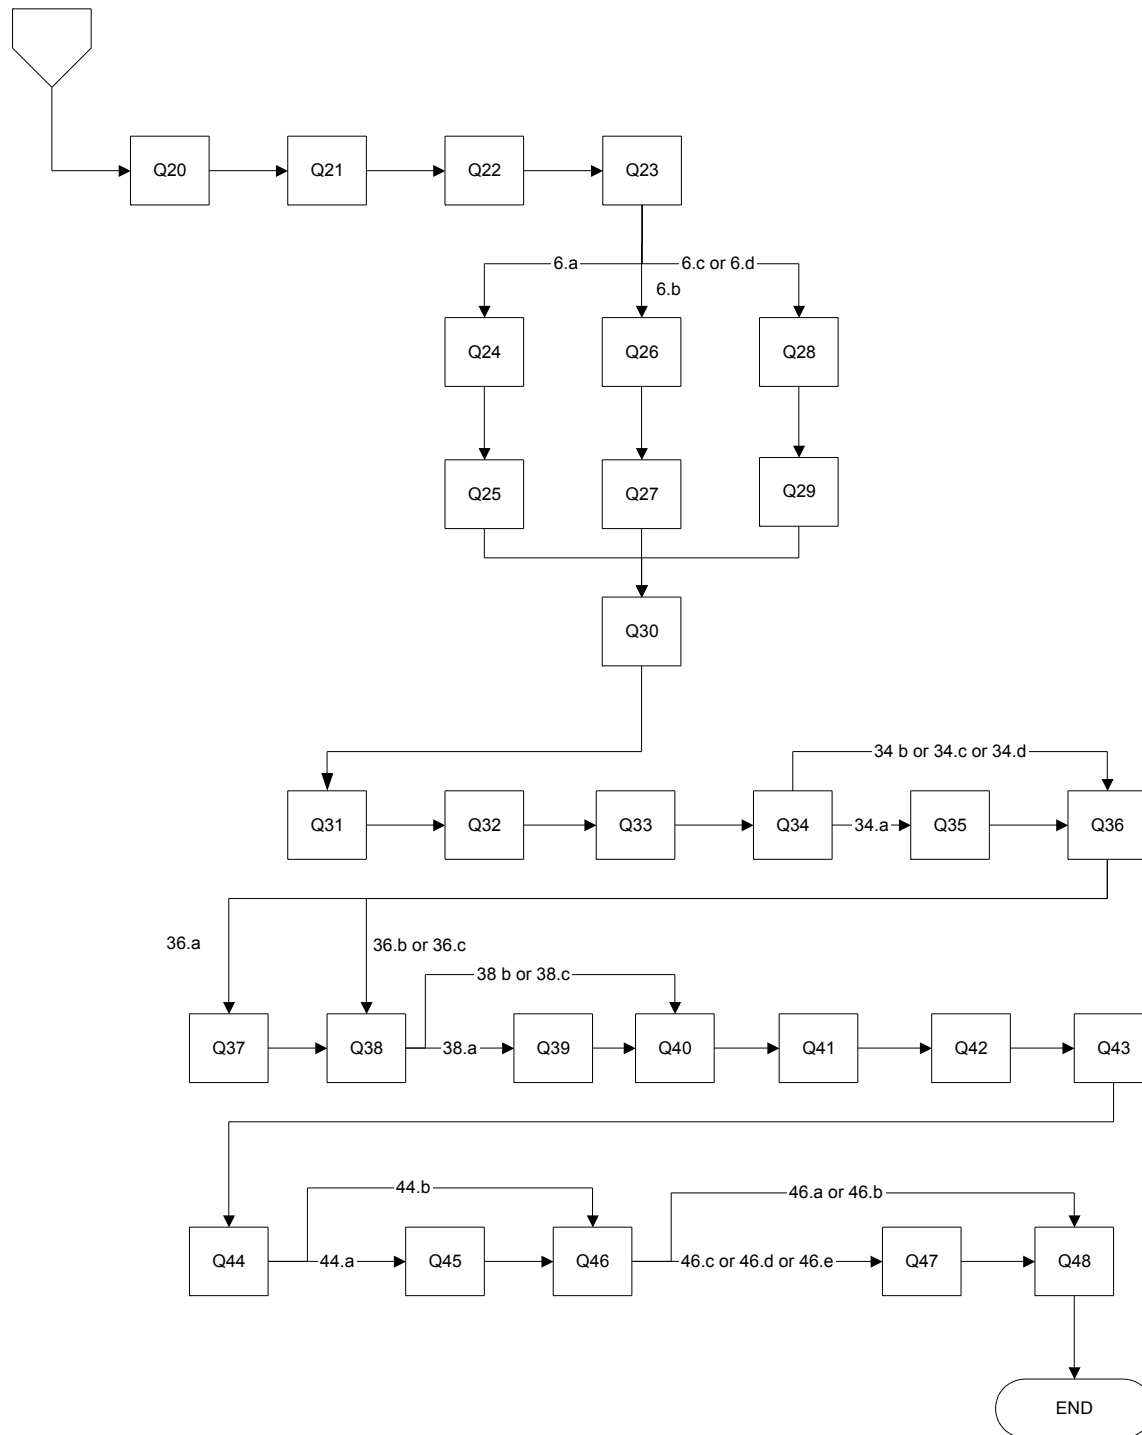 Q20
Q21
Q22
Q23
6.a
6.c or 6.d
6.b
Q24
Q26
Q28
Q25
Q27
Q29
Q30
34 b or 34.c or 34.d
Q31
Q32
Q33
Q34
34.a
Q35
Q36
36.a
36.b or 36.c
38 b or 38.c
Q37
Q38
38.a
Q39
Q40
Q41
Q42
Q43
44.b
46.a or 46.b
Q44
44.a
Q45
Q46
46.c or 46.d or 46.e
Q47
Q48
END